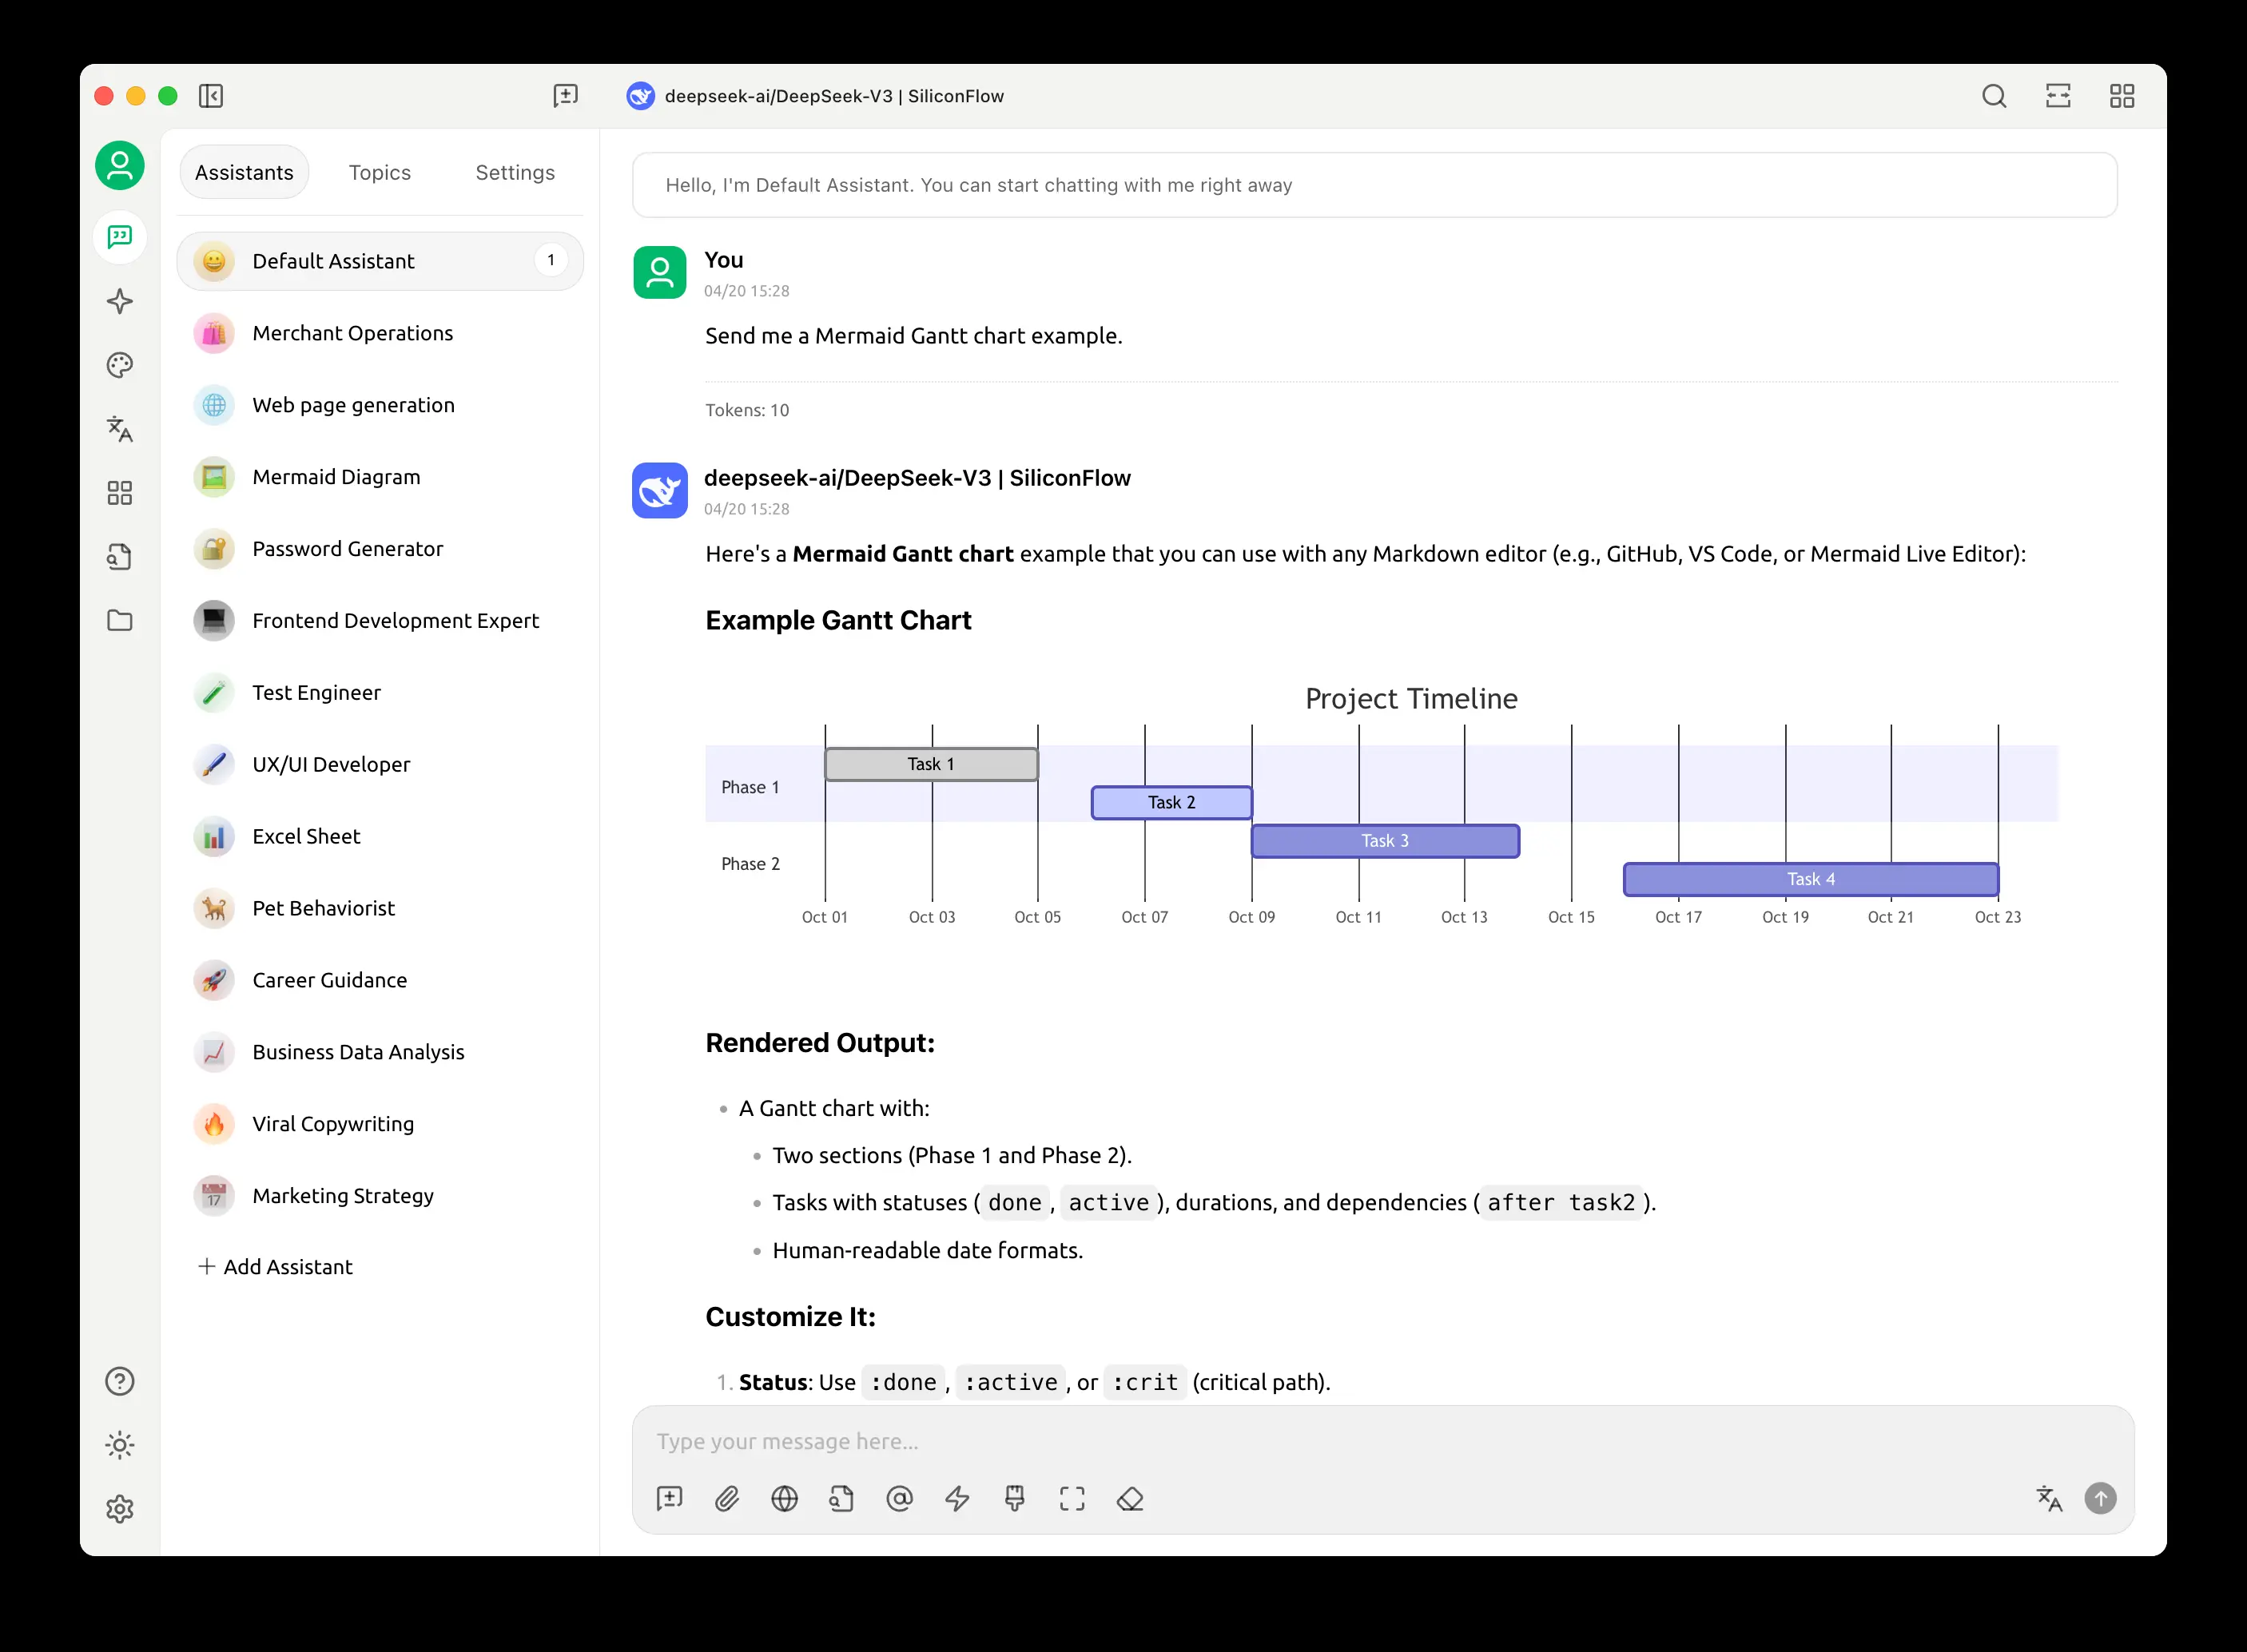 deepseek-ai/DeepSeek-V3 | SiliconFlow
Assistants
Topics
Settings
Default Assistant
1
Merchant Operations
Web page generation
Mermaid Diagram
Password Generator
Frontend Development Expert
Test Engineer
UX/UI Developer
Excel Sheet
Pet Behaviorist
Career Guidance
Business Data Analysis
Viral Copywriting
17
Marketing Strategy
+ Add Assistant
Hello, I'm Default Assistant. You can start chatting with me right away
You
04/20 15:28
Send me a Mermaid Gantt chart example.
Tokens: 10
deepseek-ai/DeepSeek-V3 | SiliconFlow
04/20 15:28
Here's a Mermaid Gantt chart example that you can use with any Markdown editor (e.g., GitHub, VS Code, or Mermaid Live Editor):
Example Gantt Chart
Project Timeline
Phase 1
Task 1
Task 2
Phase 2
Task 3
Task 4
Oct 01 Oct 03 Oct 05 Oct 07 Oct 09 Oct 11 Oct 13 Oct 15 Oct 17 Oct 19 Oct 21 Oct 23
Rendered Output:
• A Gantt chart with:
• Two sections (Phase 1 and Phase 2).
• Tasks with statuses ( done , active ), durations, and dependencies ( after task2 ).
• Human-readable date formats.
Customize It:
1. Status: Use :done , :active , or :crit (critical path).
Type your message here...